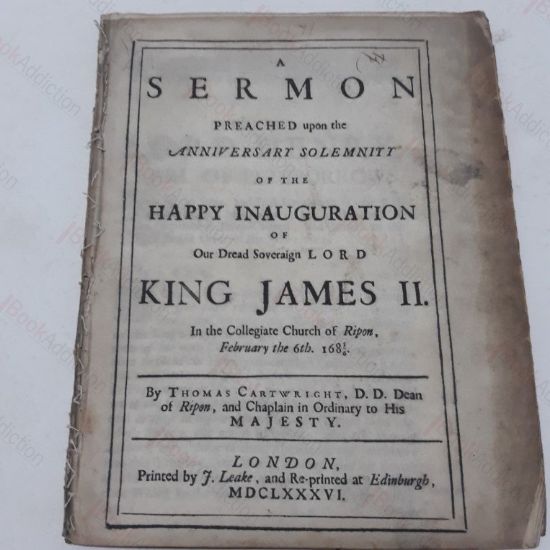 A
SERMON
PREACHED upon the
ANNIVERSARY SOLEMNITY
OF THE
HAPPY INAUGURATION
OF
Our Dread Soveraign LORD
KING JAMES II.
In the Collegiate Church of Ripon,
February the 6th. 168 5/6.
By THOMAS CARTWRIGHT, D. D. Dean
of Ripon, and Chaplain in Ordinary to His
MAJESTY.
LONDON,
Printed by J. Leake, and Re-printed at Edinburgh,
MDCLXXXVI.